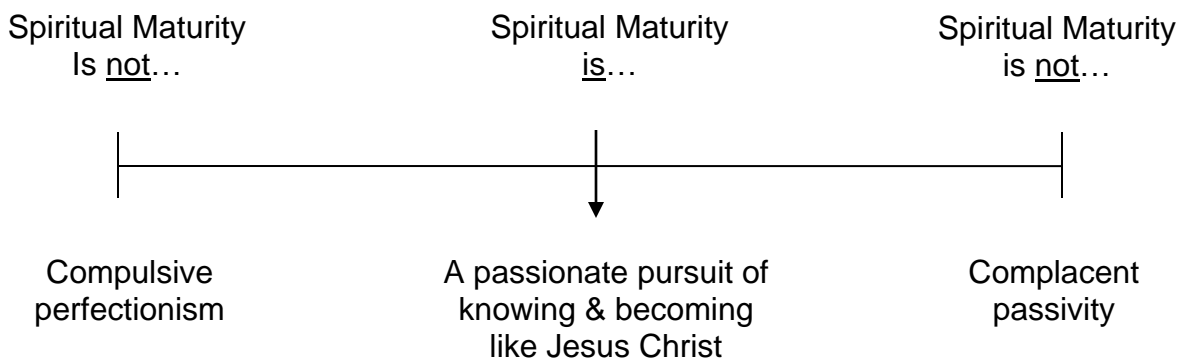 Spiritual Maturity
Is not…
Spiritual Maturity
is…
Spiritual Maturity
is not…
Compulsive
perfectionism
A passionate pursuit of
knowing & becoming
like Jesus Christ
Complacent
passivity